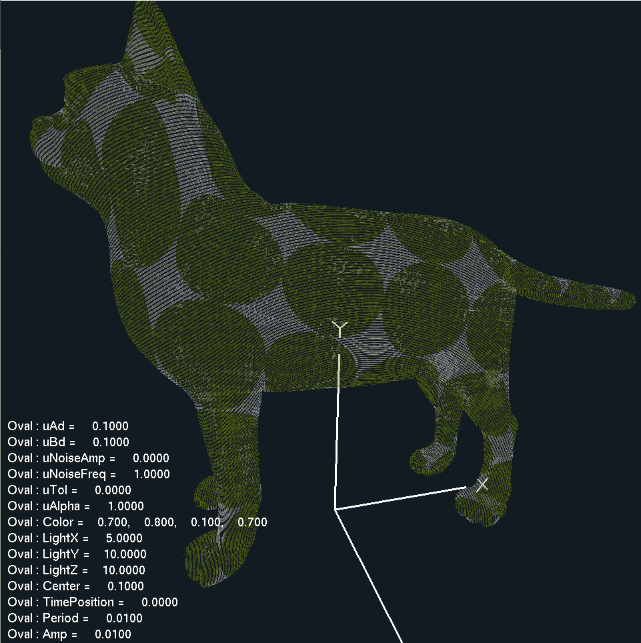 Y
Oval : uAd = 0.1000
Oval : uBd = 0.1000
Oval : uNoiseAmp = 0.0000
Oval : uNoiseFreq = 1.0000
X
Oval : uTol = 0.0000
Oval : uAlpha = 1.0000
Oval : Color = 0.700, 0.800, 0.100, 0.700
Oval : LightX = 5.0000
Oval : LightY = 10.0000
Oval : LightZ = 10.0000
Oval : Center = 0.1000
Oval : TimePosition = 0.0000
Oval : Period = 0.0100
Oval : Amp = 0.0100